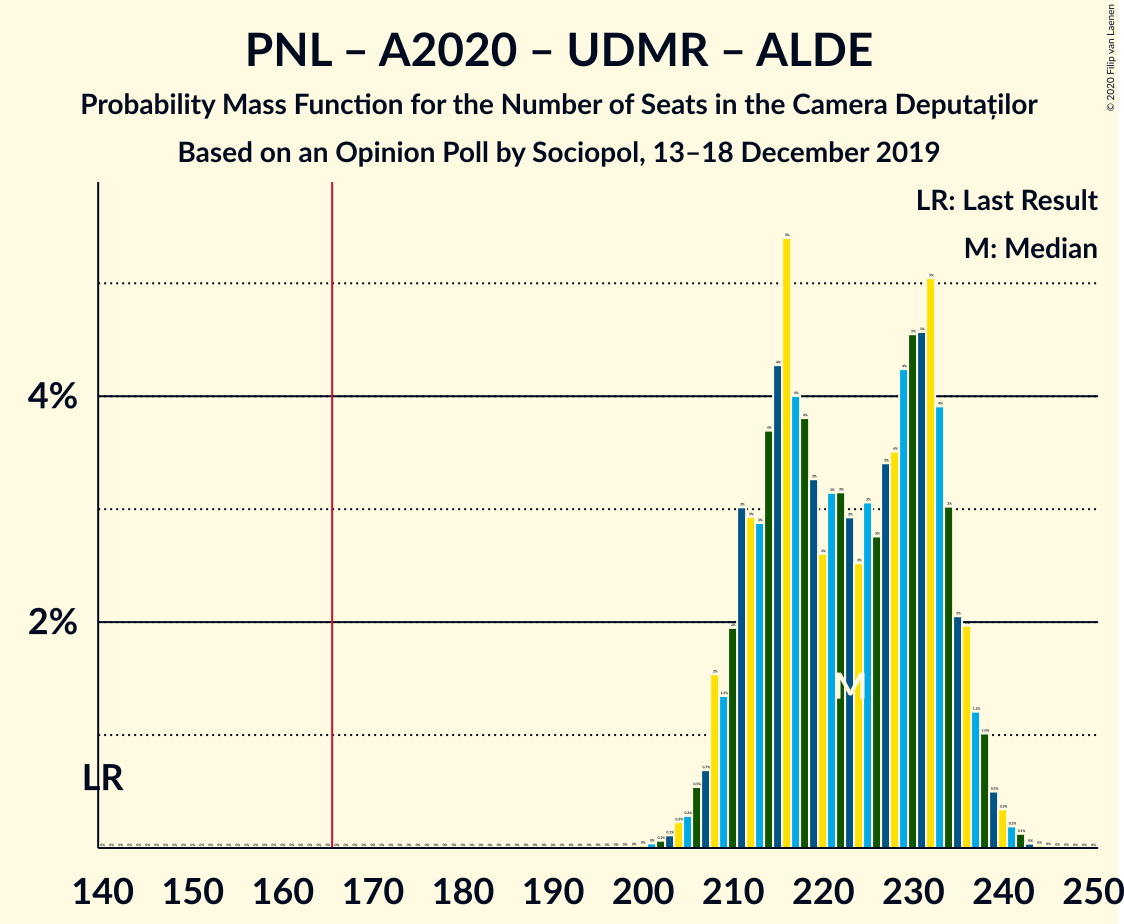 PNL – A2020 – UDMR – ALDE
Probability Mass Function for the Number of Seats in the Camera Deputaților
Based on an Opinion Poll by Sociopol, 13–18 December 2019
© 2020 Filip van Laenen
LR: Last Result
M: Median
4%
2%
LR
M
140 150 160 170 180 190 200 210 220 230 240 250